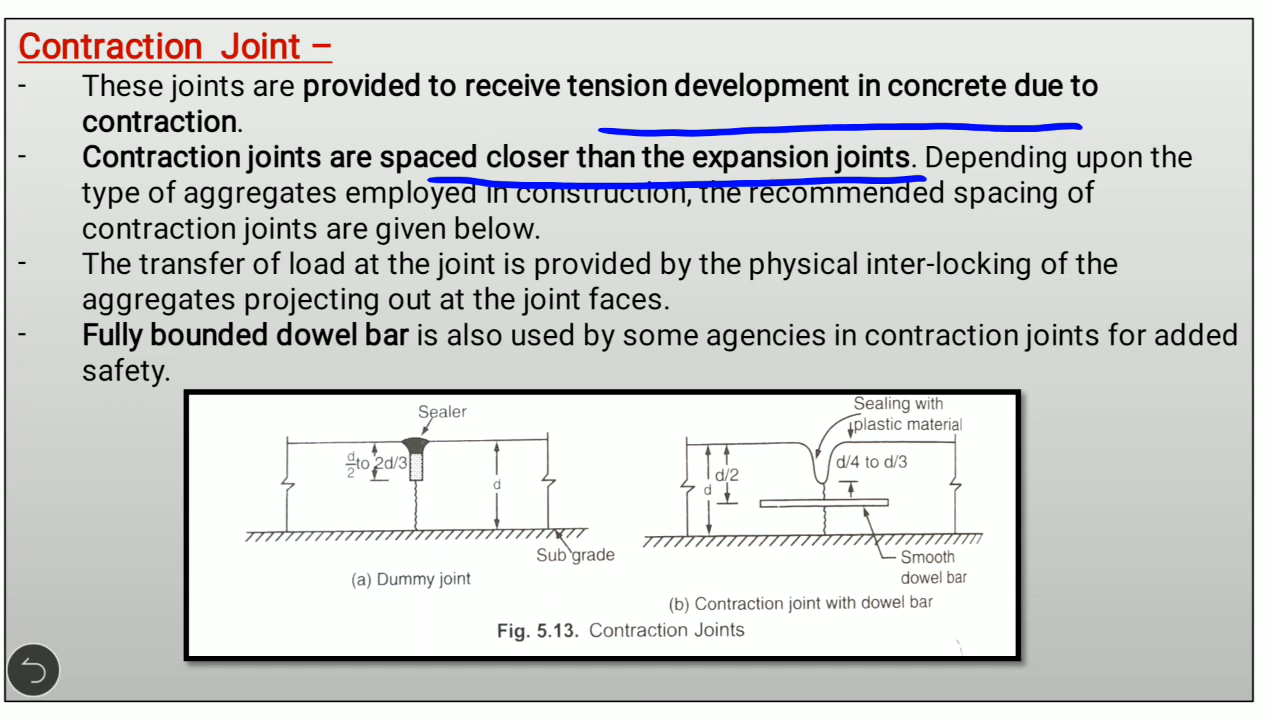 Contraction Joint –
- These joints are provided to receive tension development in concrete due to
contraction.
- Contraction joints are spaced closer than the expansion joints. Depending upon the
type of aggregates employed in construction, the recommended spacing of
contraction joints are given below.
- The transfer of load at the joint is provided by the physical inter-locking of the
aggregates projecting out at the joint faces.
- Fully bounded dowel bar is also used by some agencies in contraction joints for added
safety.
Sealer
d/2 to 2d/3
d
Sub grade
(a) Dummy joint
Sealing with
plastic material
d/2
d
d/4 to d/3
Smooth
dowel bar
(b) Contraction joint with dowel bar
Fig. 5.13. Contraction Joints